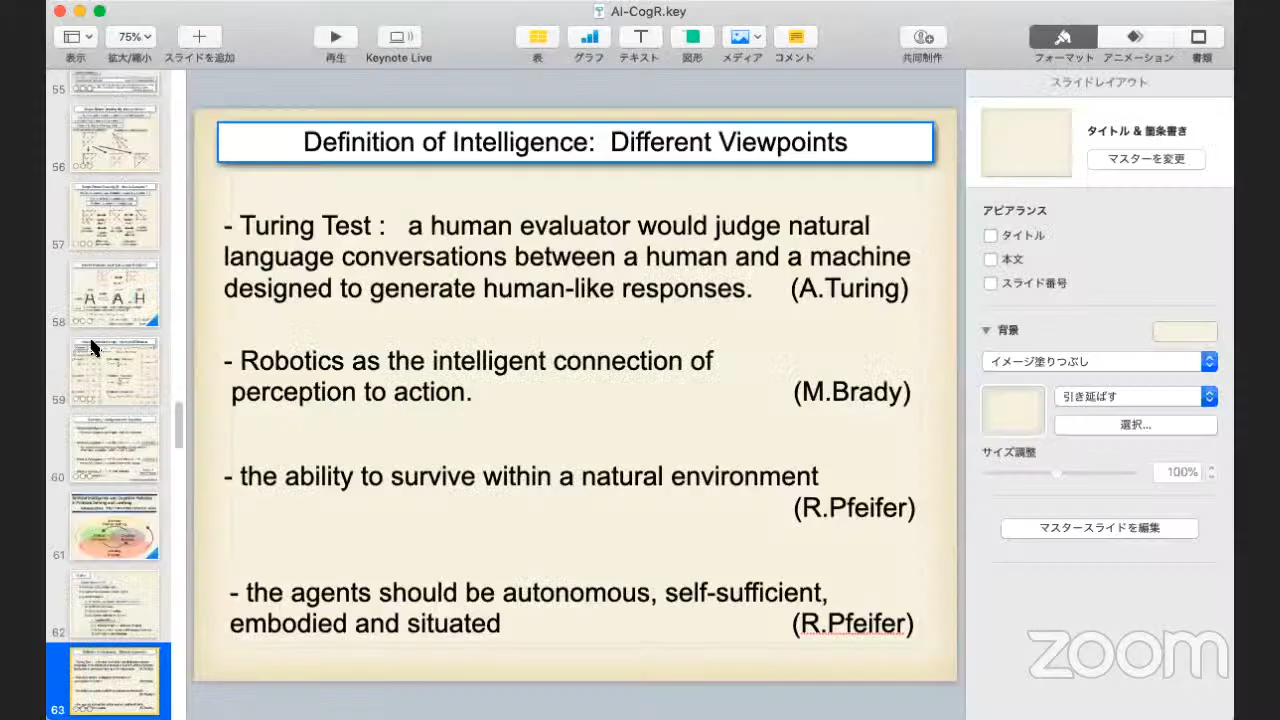 AI-CogR.key
75%
表示
拡大/縮小
スライドを追加
再生
Keynote Live
表
グラフ
テキスト
図形
メディア
コメント
共同制作
フォーマット
アニメーション
書類
55
56
57
58
59
60
61
62
63
Definition of Intelligence: Different Viewpoints
- Turing Test : a human evaluator would judge natural
language conversations between a human and a machine
designed to generate human-like responses. (A.Turing)
- Robotics as the intelligent connection of
perception to action. (M.Brady)
- the ability to survive within a natural environment
(R.Pfeifer)
- the agents should be autonomous, self-sufficient,
embodied and situated (R.Pfeifer)
スライドレイアウト
タイトル & 箇条書き
マスターを変更
アピアランス
タイトル
本文
スライド番号
背景
イメージ塗りつぶし
引き延ばす
選択...
サイズ調整
100%
マスタースライドを編集
zoom